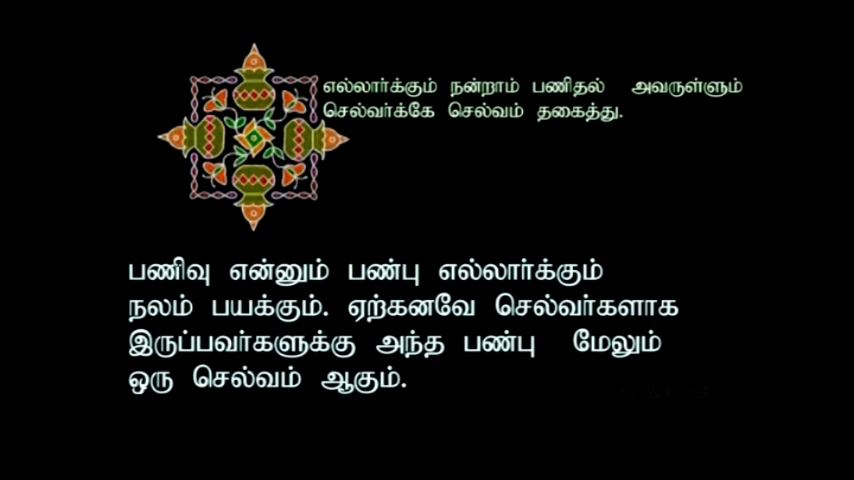 எல்லார்க்கும் நன்றாம் பணிதல் அவருள்ளும்
செல்வர்க்கே செல்வம் தகைத்து.
பணிவு என்னும் பண்பு எல்லார்க்கும்
நலம் பயக்கும். ஏற்கனவே செல்வர்களாக
இருப்பவர்களுக்கு அந்த பண்பு மேலும்
ஒரு செல்வம் ஆகும்.